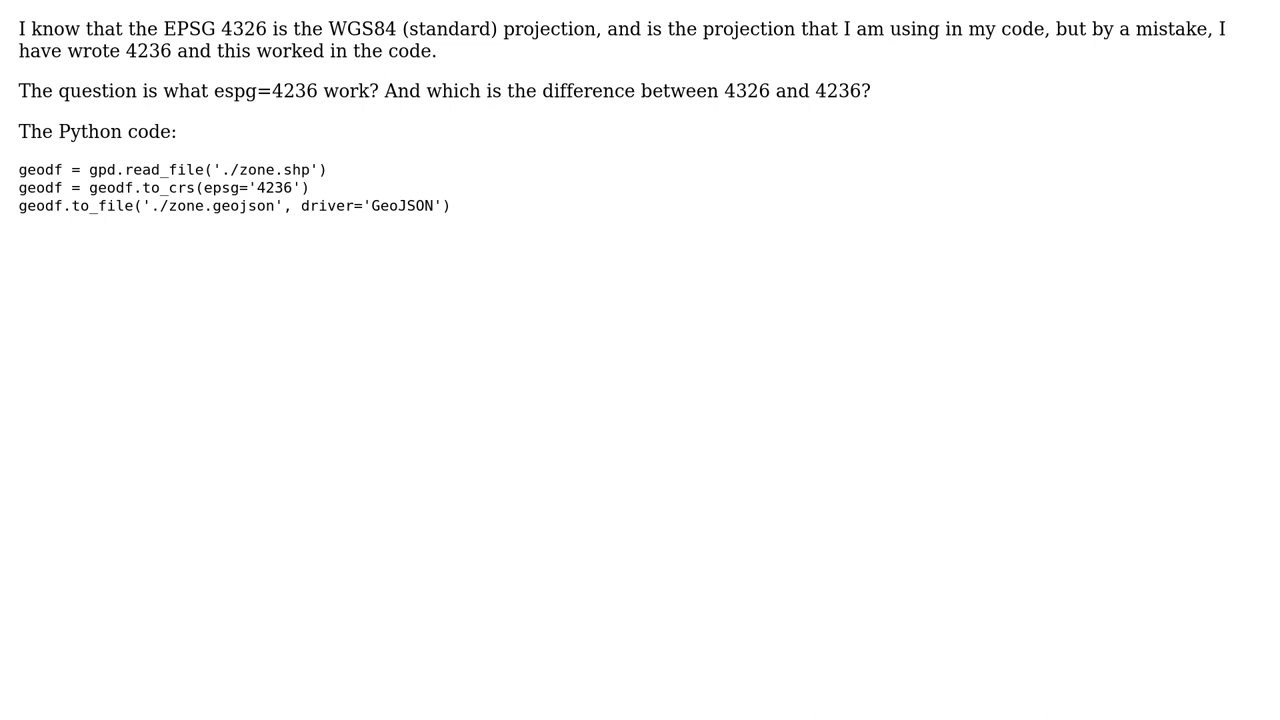 I know that the EPSG 4326 is the WGS84 (standard) projection, and is the projection that I am using in my code, but by a mistake, I
have wrote 4236 and this worked in the code.
The question is what espg=4236 work? And which is the difference between 4326 and 4236?
The Python code:
geodf = gpd.read_file('./zone.shp')
geodf = geodf.to_crs(epsg='4236')
geodf.to_file('./zone.geojson', driver='GeoJSON')